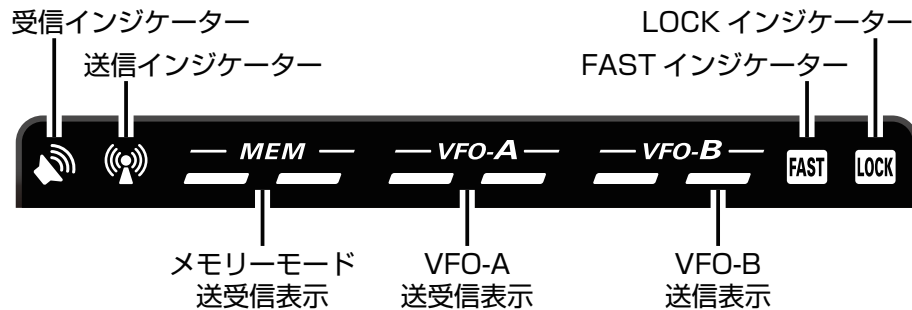 受信インジケーター
LOCK インジケーター
送信インジケーター
FAST インジケーター
MEM
VFO-A
VFO-B
FAST
LOCK
メモリーモード
送受信表示
VFO-A
送受信表示
VFO-B
送信表示